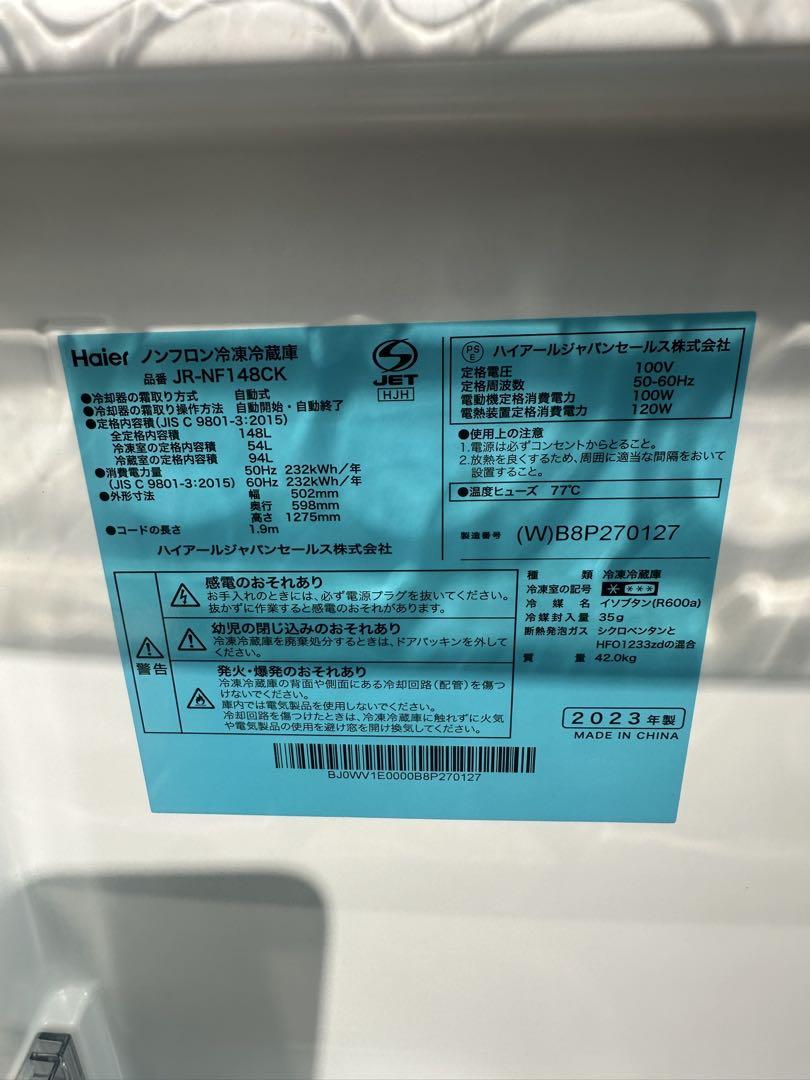 Haier ノンフロン冷凍冷蔵庫
品番 JR-NF148CK
JET
HJH
●冷却器の霜取り方式 自動式
●冷却器の霜取り操作方法 自動開始・自動終了
●定格内容積(JIS C 9801-3:2015)
全定格内容積 148L
冷凍室の定格内容積 54L
冷蔵室の定格内容積 94L
●消費電力量 50Hz 232kWh/年
(JIS C 9801-3:2015) 60Hz 232kWh/年
●外形寸法 幅 502mm
奥行 598mm
高さ 1275mm
●コードの長さ 1.9m
ハイアールジャパンセールス株式会社
PSE ハイアールジャパンセールス株式会社
定格電圧 100V
定格周波数 50-60Hz
電動機定格消費電力 100W
電熱装置定格消費電力 120W
●使用上の注意
1.電源は必ずコンセントからとること。
2.放熱を良くするため、周囲に適当な間隔をおいて
設置すること。
●温度ヒューズ 77℃
製造番号 (W)B8P270127
警告
感電のおそれあり
お手入れのときには、必ず電源プラグを抜いてください。
抜かずに作業すると感電のおそれがあります。
幼児の閉じ込みのおそれあり
冷凍冷蔵庫を廃棄処分するときは、ドアパッキンを外して
ください。
発火・爆発のおそれあり
冷凍冷蔵庫の背面や側面にある冷却回路(配管)を傷つ
けないでください。
庫内では電気製品を使用しないでください。
冷却回路を傷つけたときは、冷凍冷蔵庫に触れずに火気
や電気製品の使用を避け窓を開け換気してください。
種類 冷凍冷蔵庫
冷凍室の記号 * ***
冷媒名 イソブタン(R600a)
冷媒封入量 35g
断熱発泡ガス シクロペンタンと
HFO1233zdの混合
質量 42.0kg
2023年製
MADE IN CHINA
BJ0WV1E0000B8P270127